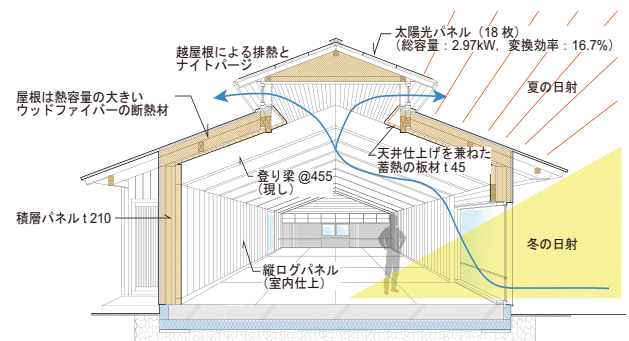 太陽光パネル（18 枚）
（総容量：2.97kW，変換効率：16.7%）
越屋根による排熱と
ナイトパージ
夏の日射
屋根は熱容量の大きい
ウッドファイバーの断熱材
天井仕上げを兼ねた
蓄熱の板材 t 45
登り梁 @455
（現し）
積層パネル t 210
冬の日射
縦ログパネル
（室内仕上）